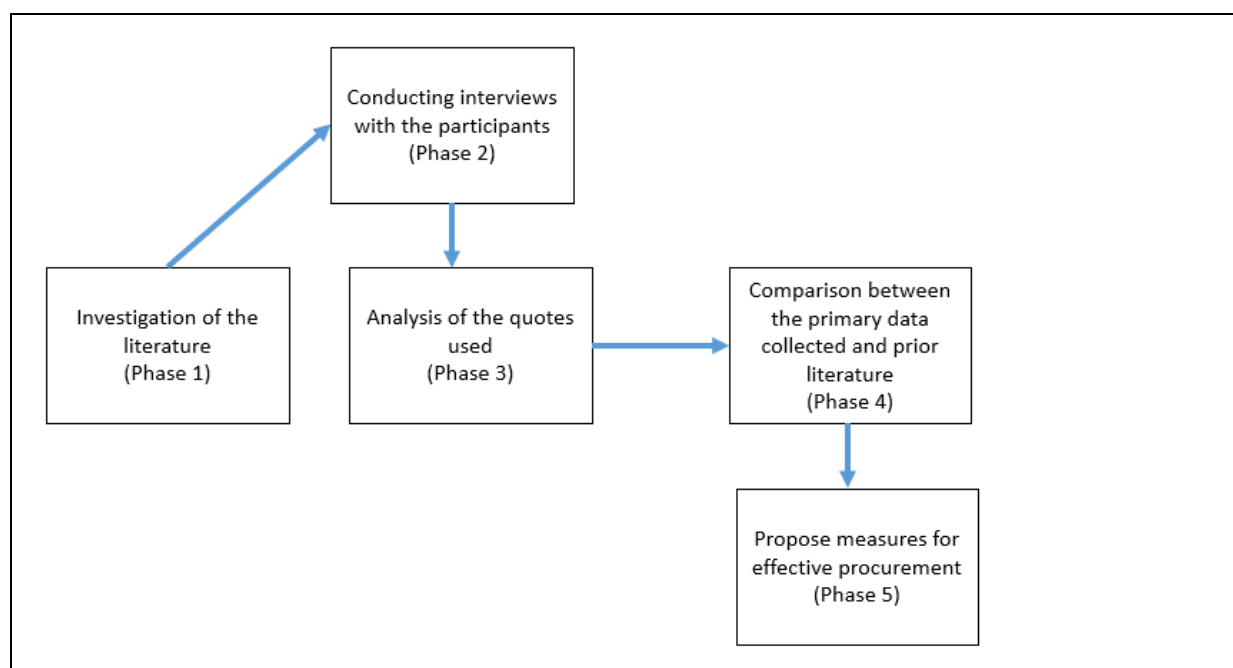 Conducting interviews
with the participants
(Phase 2)
Investigation of the
literature
(Phase 1)
Analysis of the quotes
used
(Phase 3)
Comparison between
the primary data
collected and prior
literature
(Phase 4)
Propose measures for
effective procurement
(Phase 5)